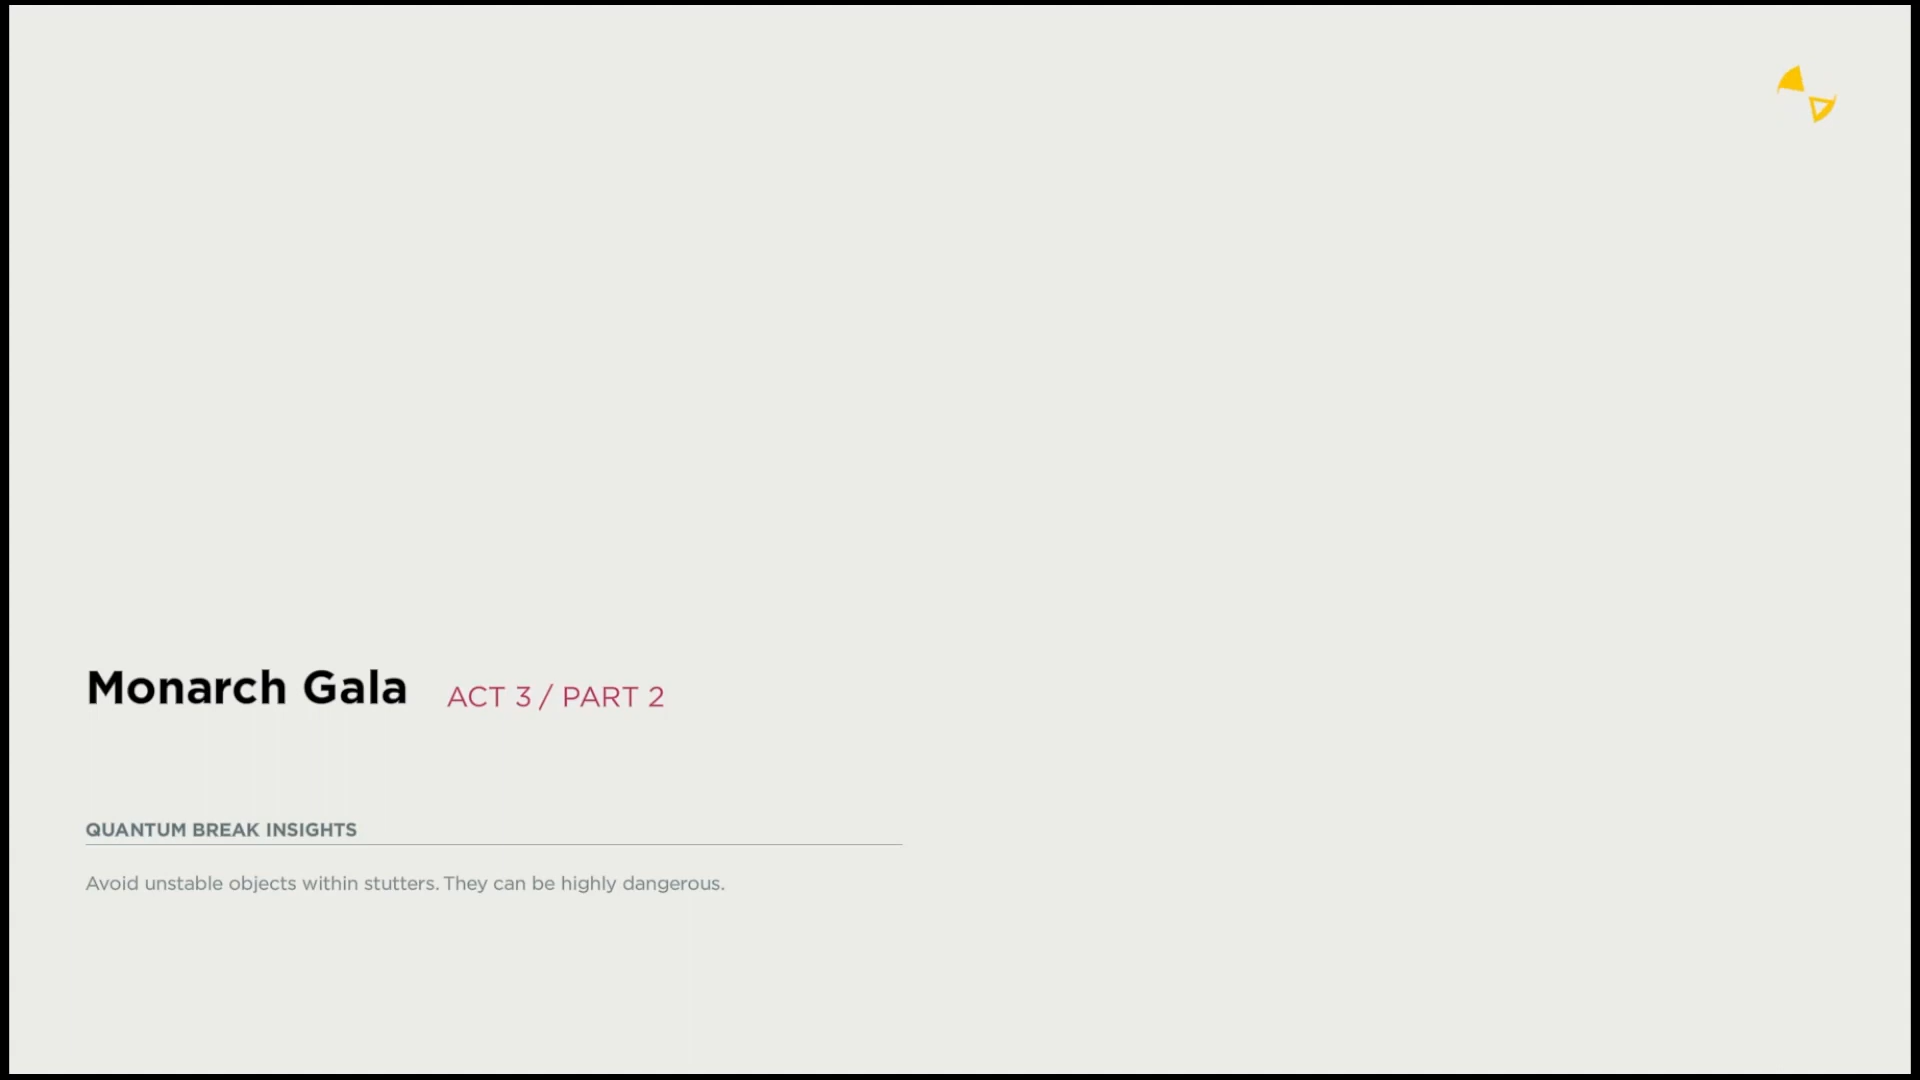 Monarch Gala ACT 3 / PART 2
QUANTUM BREAK INSIGHTS
Avoid unstable objects within stutters. They can be highly dangerous.